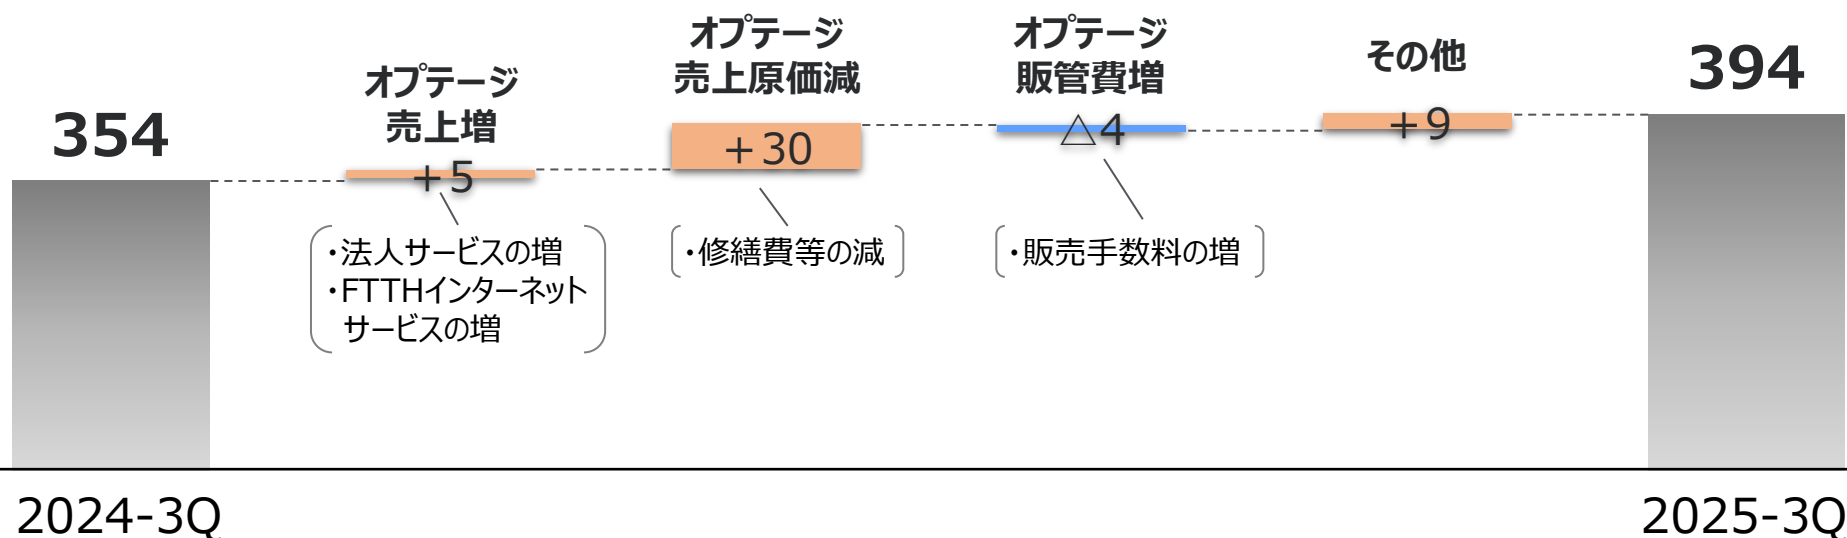 354
オプテージ
売上増
+5
・法人サービスの増
・FTTHインターネット
サービスの増
オプテージ
売上原価減
+30
・修繕費等の減
オプテージ
販管費増
△4
・販売手数料の増
その他
+9
394
2024-3Q
2025-3Q